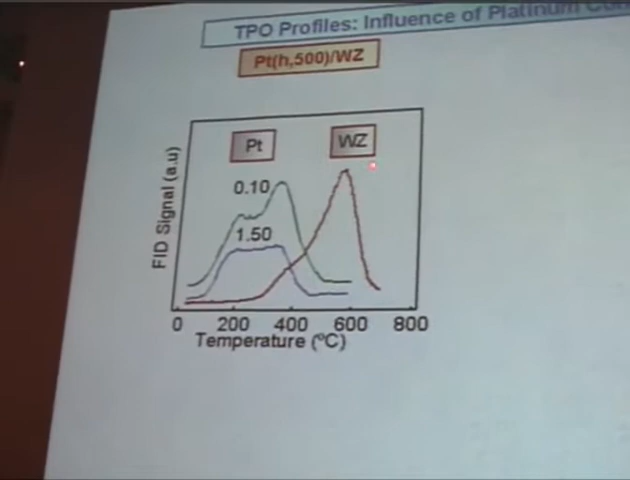 TPO Profiles: Influence of Platinum
Pt(h,500)/WZ
Pt
WZ
0.10
1.50
FID Signal (a.u)
0 200 400 600 800
Temperature (ºC)